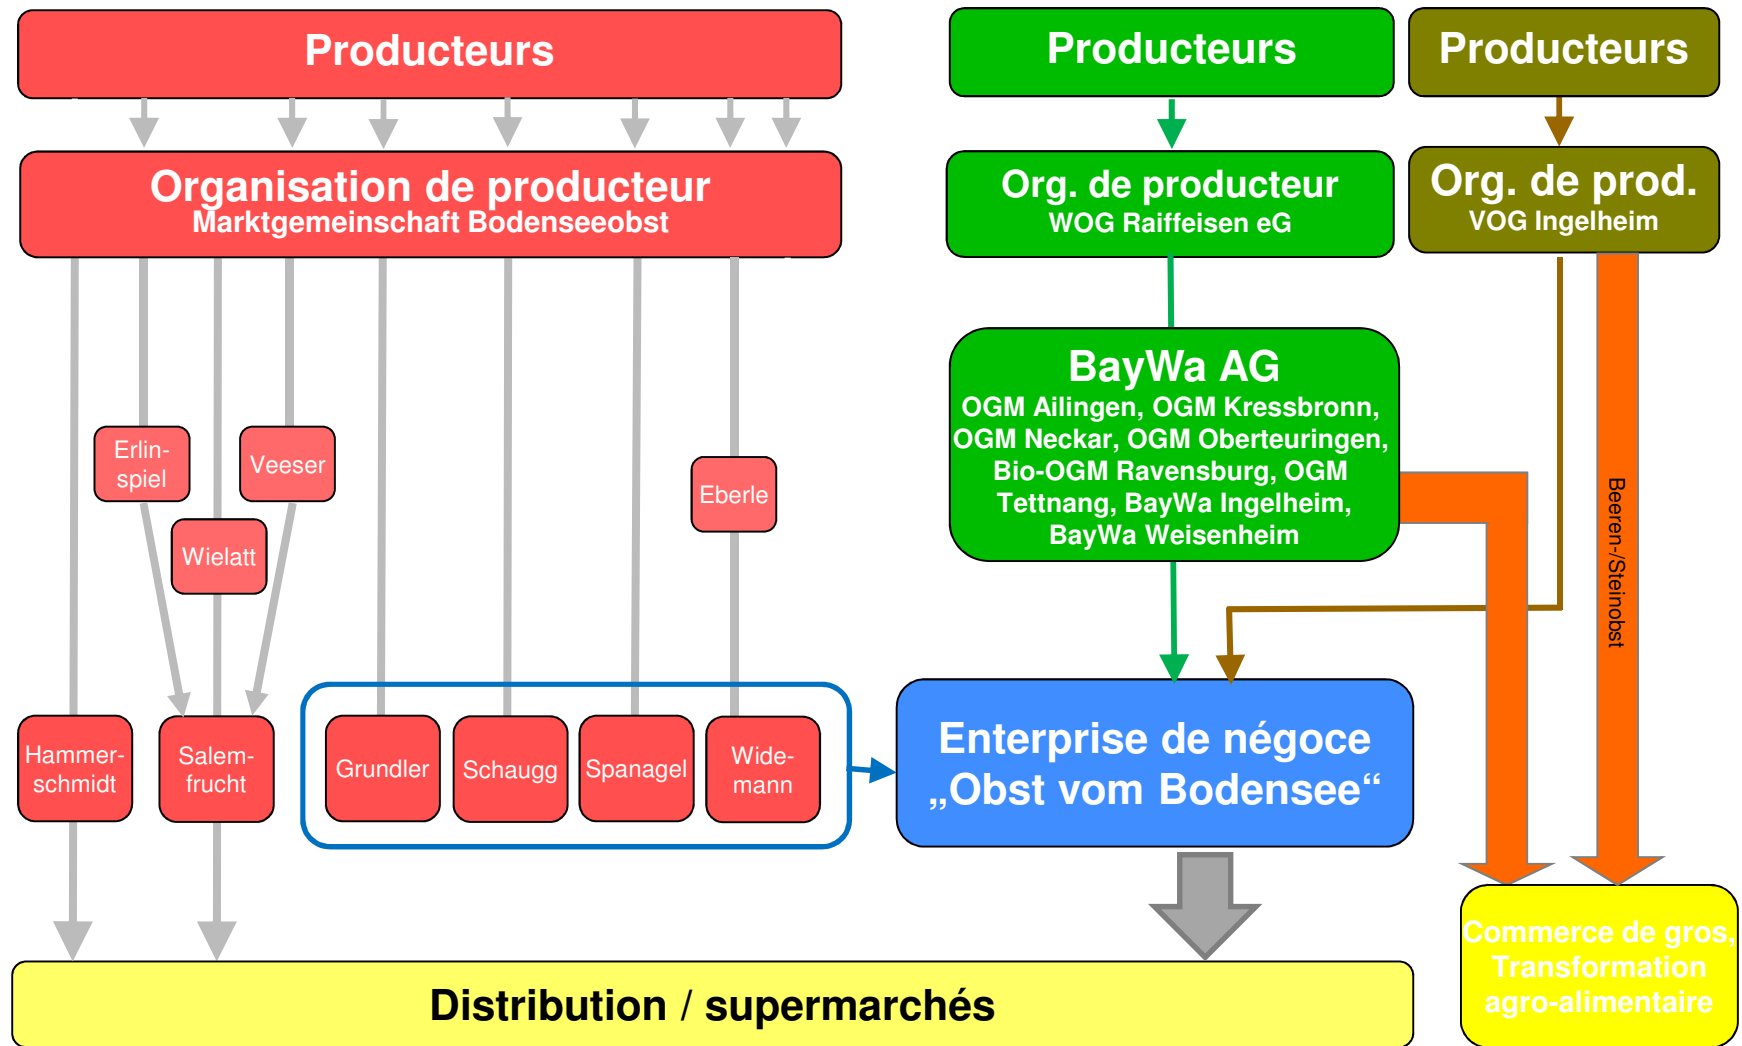 Producteurs
Producteurs
Producteurs
Organisation de producteur
Marktgemeinschaft Bodenseeobst
Org. de producteur
WOG Raiffeisen eG
Org. de prod.
VOG Ingelheim
BayWa AG
OGM Ailingen, OGM Kressbronn,
OGM Neckar, OGM Oberteuringen,
Bio-OGM Ravensburg, OGM
Tettnang, BayWa Ingelheim,
BayWa Weisenheim
Erlin-
spiel
Veeser
Eberle
Wielatt
Beeren-/Steinobst
Hammer-
schmidt
Salem-
frucht
Grundler
Schaugg
Spanagel
Wide-
mann
Enterprise de négoce
„Obst vom Bodensee“
Commerce de gros,
Transformation
agro-alimentaire
Distribution / supermarchés